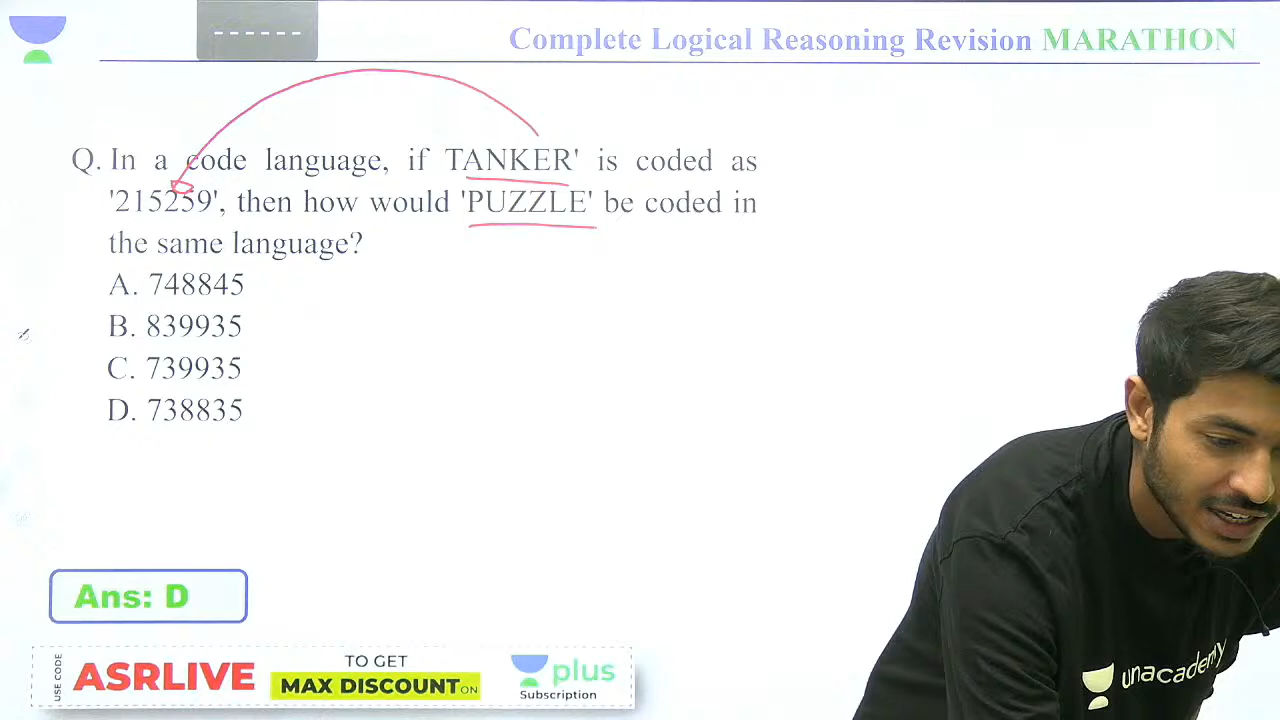 Complete Logical Reasoning Revision MARATHON
Q. In a code language, if TANKER' is coded as
'215259', then how would 'PUZZLE' be coded in
the same language?
A. 748845
B. 839935
C. 739935
D. 738835
Ans: D
USE CODE
ASRLIVE
TO GET
MAX DISCOUNT ON
plus
Subscription
unacademy